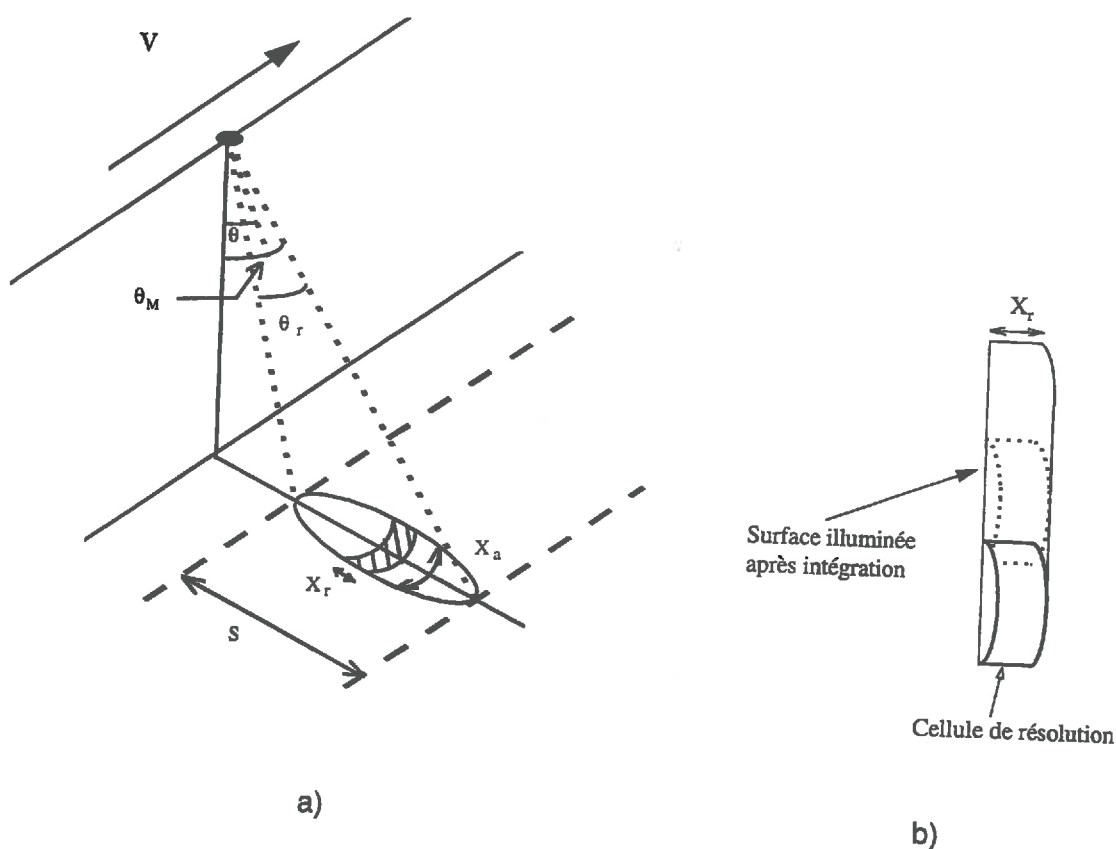 V
θ
θM
θr
Xa
Xr
S
a)
Xr
Surface illuminée
après intégration
Cellule de résolution
b)